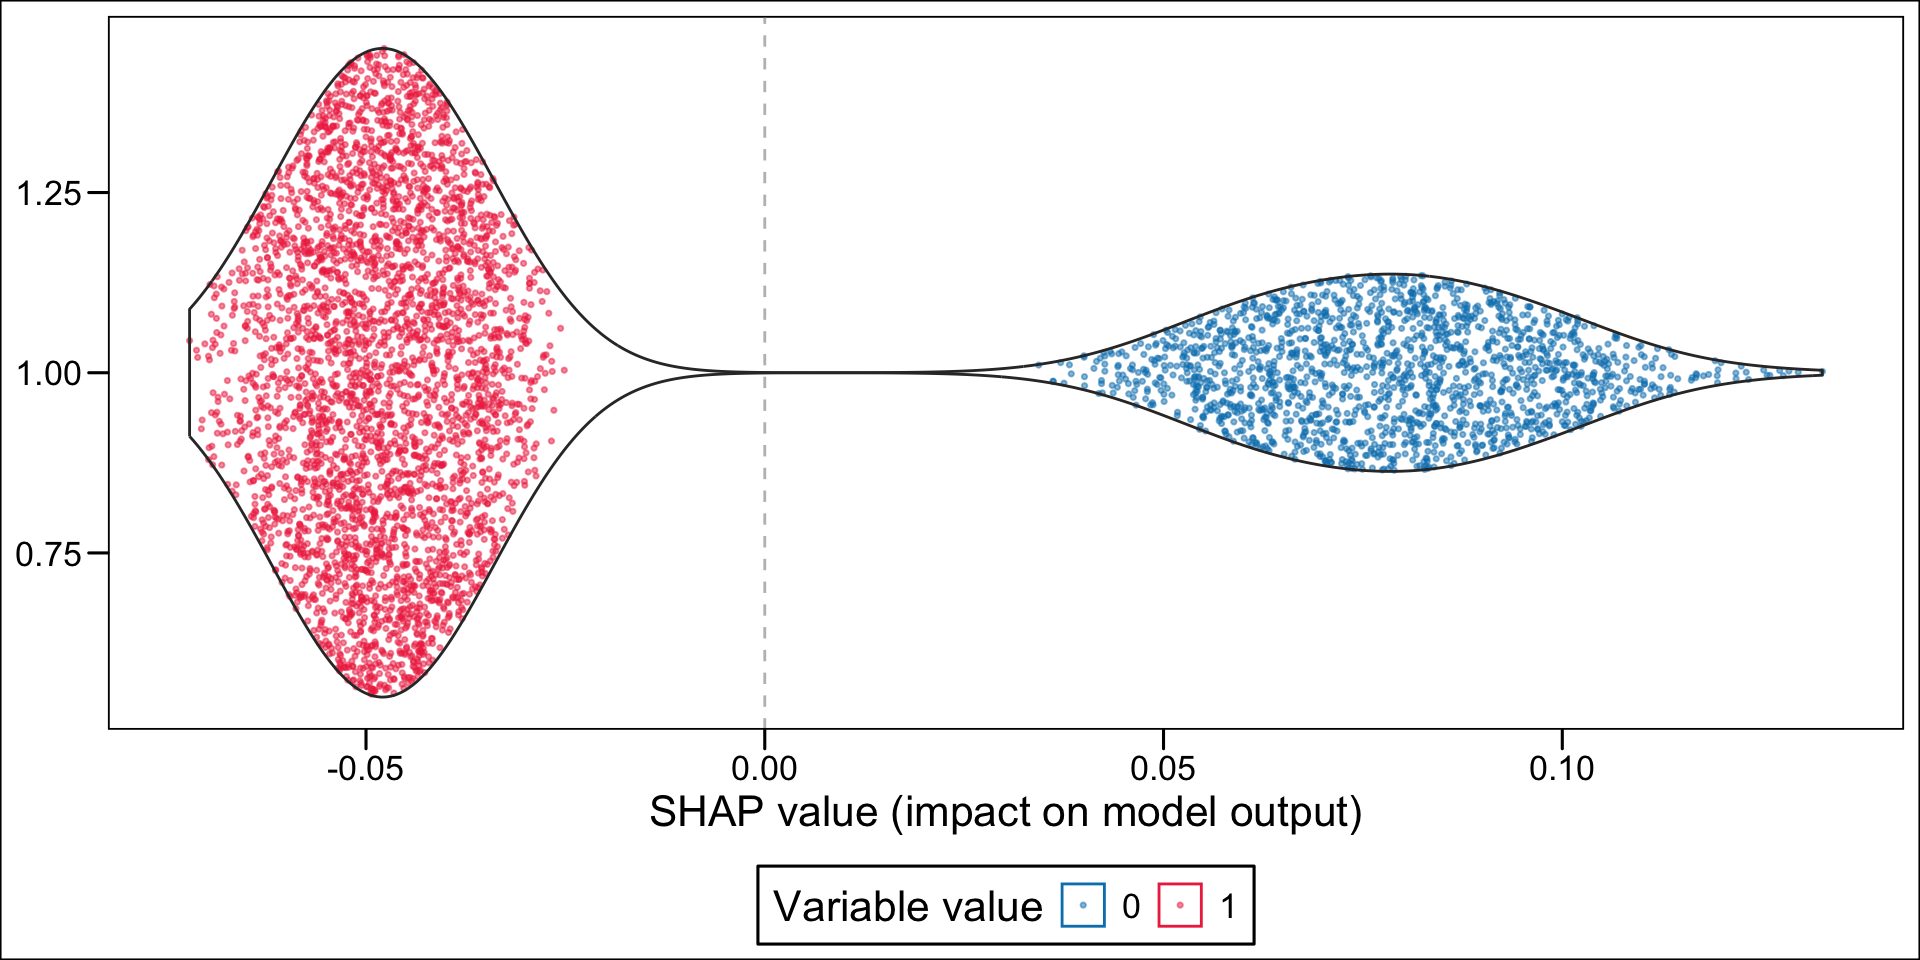 1.25
1.00
0.75
-0.05 0.00 0.05 0.10
SHAP value (impact on model output)
Variable value 0 1